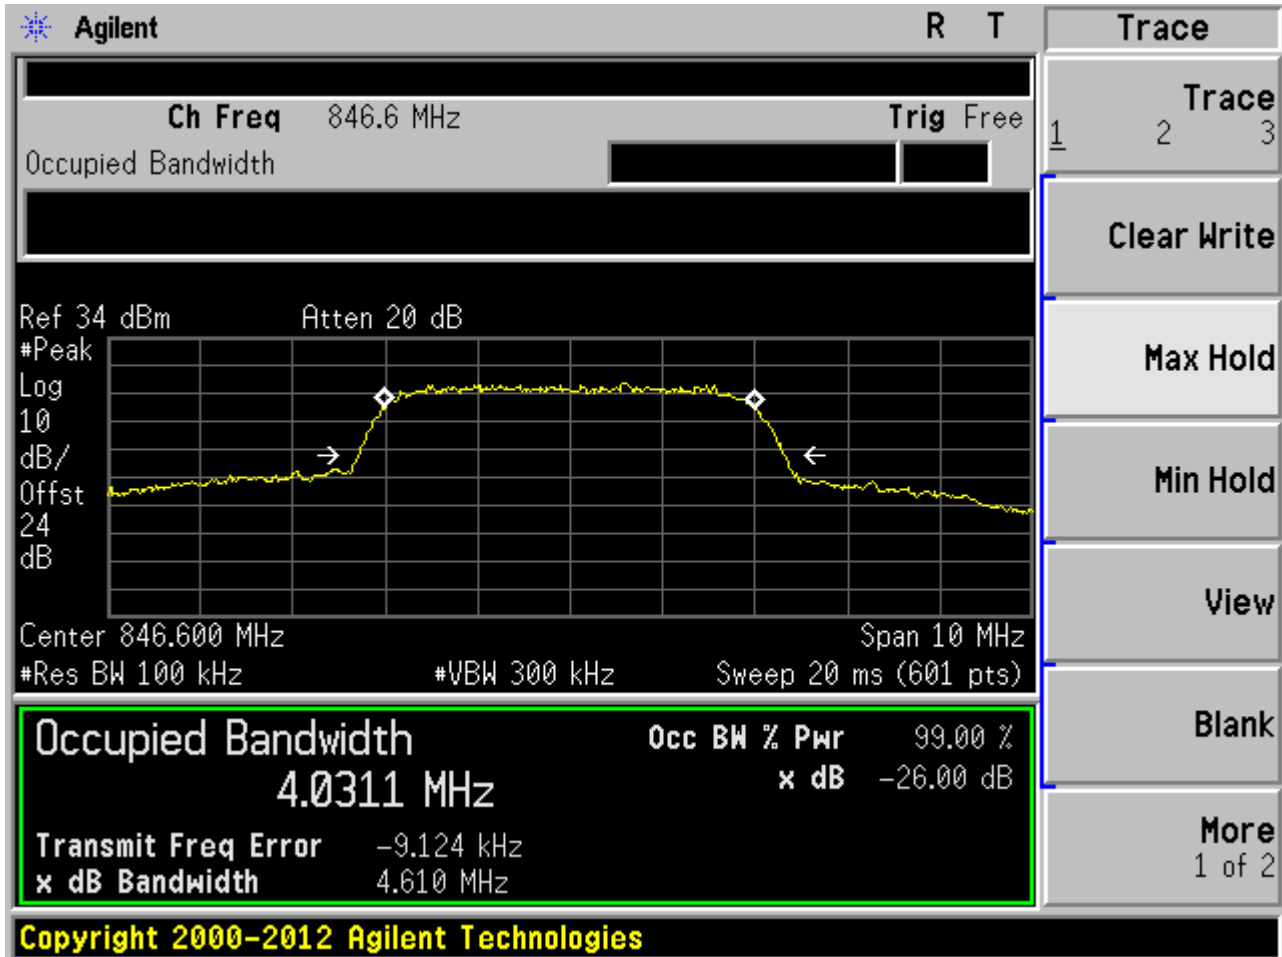 Agilent R T Trace
Ch Freq 846.6 MHz Trig Free
Occupied Bandwidth
Trace
1 2 3
Clear Write
Max Hold
Min Hold
View
Blank
More
1 of 2
Ref 34 dBm Atten 20 dB
#Peak
Log
10
dB/
Offst
24
dB
Center 846.600 MHz Span 10 MHz
#Res BW 100 kHz #VBW 300 kHz Sweep 20 ms (601 pts)
Occupied Bandwidth Occ BW % Pwr 99.00 %
4.0311 MHz x dB -26.00 dB
Transmit Freq Error -9.124 kHz
x dB Bandwidth 4.610 MHz
Copyright 2000-2012 Agilent Technologies